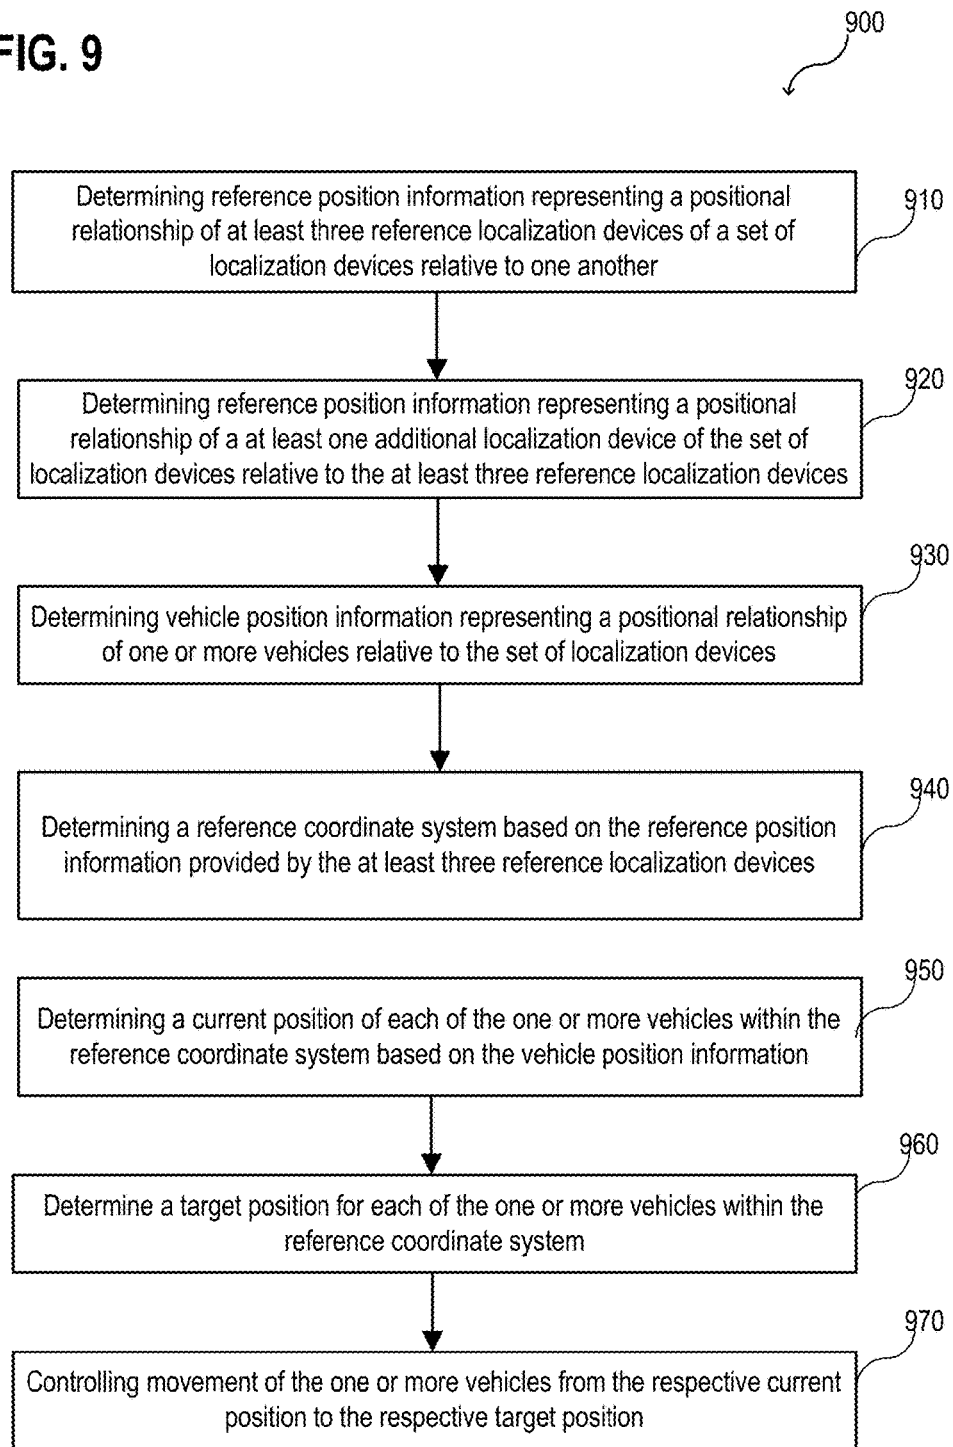 FIG. 9
900
Determining reference position information representing a positional
relationship of at least three reference localization devices of a set of
localization devices relative to one another
910
Determining reference position information representing a positional
relationship of a at least one additional localization device of the set of
localization devices relative to the at least three reference localization devices
920
Determining vehicle position information representing a positional relationship
of one or more vehicles relative to the set of localization devices
930
Determining a reference coordinate system based on the reference position
information provided by the at least three reference localization devices
940
Determining a current position of each of the one or more vehicles within the
reference coordinate system based on the vehicle position information
950
Determine a target position for each of the one or more vehicles within the
reference coordinate system
960
Controlling movement of the one or more vehicles from the respective current
position to the respective target position
970